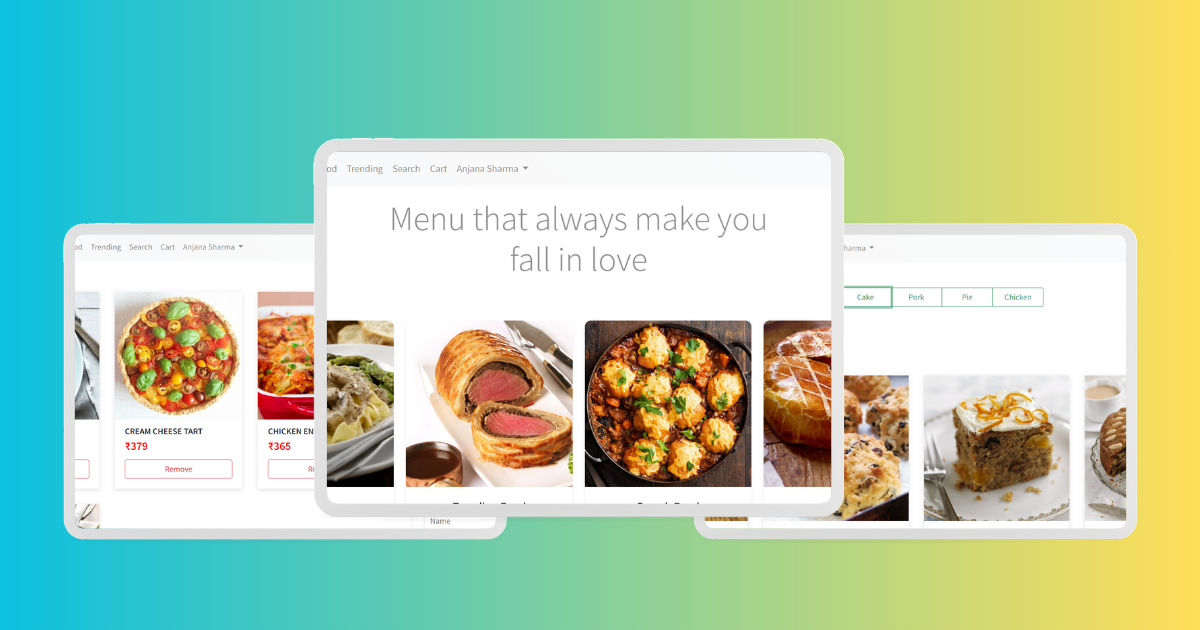 od Trending Search Cart Anjana Sharma
Menu that always make you
fall in love
od Trending Search Cart Anjana Sharma
CREAM CHEESE TART
₹379
Remove
CHICKEN EN
₹365
Name
harma
Cake Pork Pie Chicken